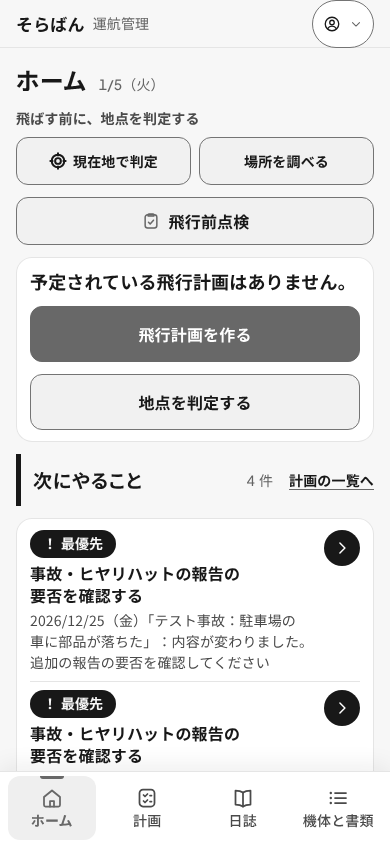 そらばん 運航管理
ホーム 1/5（火）
飛ばす前に、地点を判定する
現在地で判定
場所を調べる
飛行前点検
予定されている飛行計画はありません。
飛行計画を作る
地点を判定する
次にやること 4 件 計画の一覧へ
！ 最優先
事故・ヒヤリハットの報告の
要否を確認する
2026/12/25（金）「テスト事故：駐車場の
車に部品が落ちた」：内容が変わりました。
追加の報告の要否を確認してください
！ 最優先
事故・ヒヤリハットの報告の
要否を確認する
ホーム 計画 日誌 機体と書類